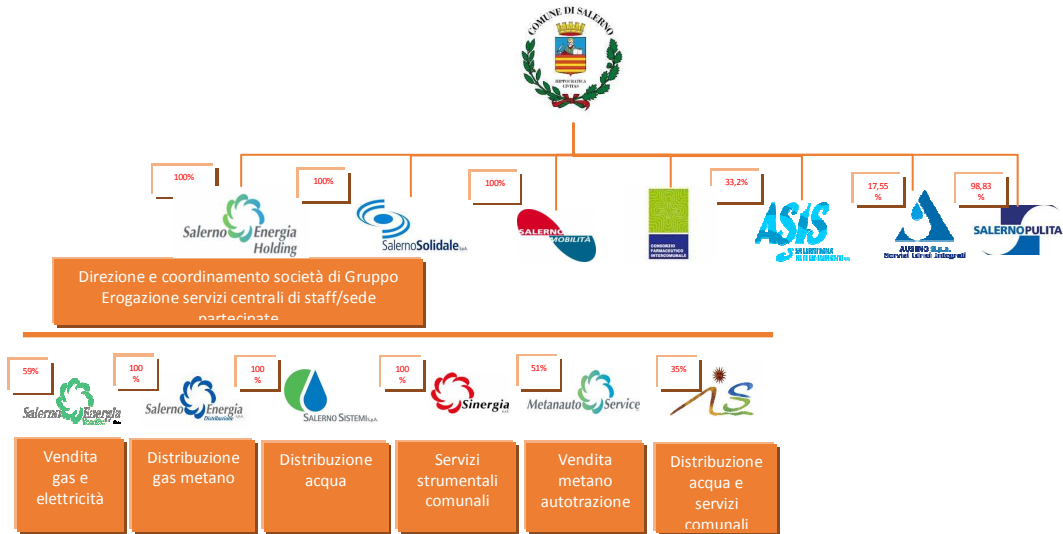 COMUNE DI SALERNO
HIPPOCRATICA
CIVITAS
100%
100%
100%
33,2%
17,55
%
98,83
%
Salerno Energia
Holding
SalernoSolidale S.p.A.
SALERNO
MOBILITÀ
CONSORZIO
FARMACEUTICO
INTERCOMUNALE
ASIS
AUSINO S.p.A.
Servizi Idrici Integrati
SALERNOPULITA
Direzione e coordinamento società di Gruppo
Erogazione servizi centrali di staff/sede
partecipate
59%
100
%
100
%
100
%
51%
35%
Salerno Energia
Salerno Energia
Distribuzione
SALERNO SISTEMI S.p.A.
Sinergia
Metanauto Service
Vendita
gas e
elettricità
Distribuzione
gas metano
Distribuzione
acqua
Servizi
strumentali
comunali
Vendita
metano
autotrazione
Distribuzione
acqua e
servizi
comunali